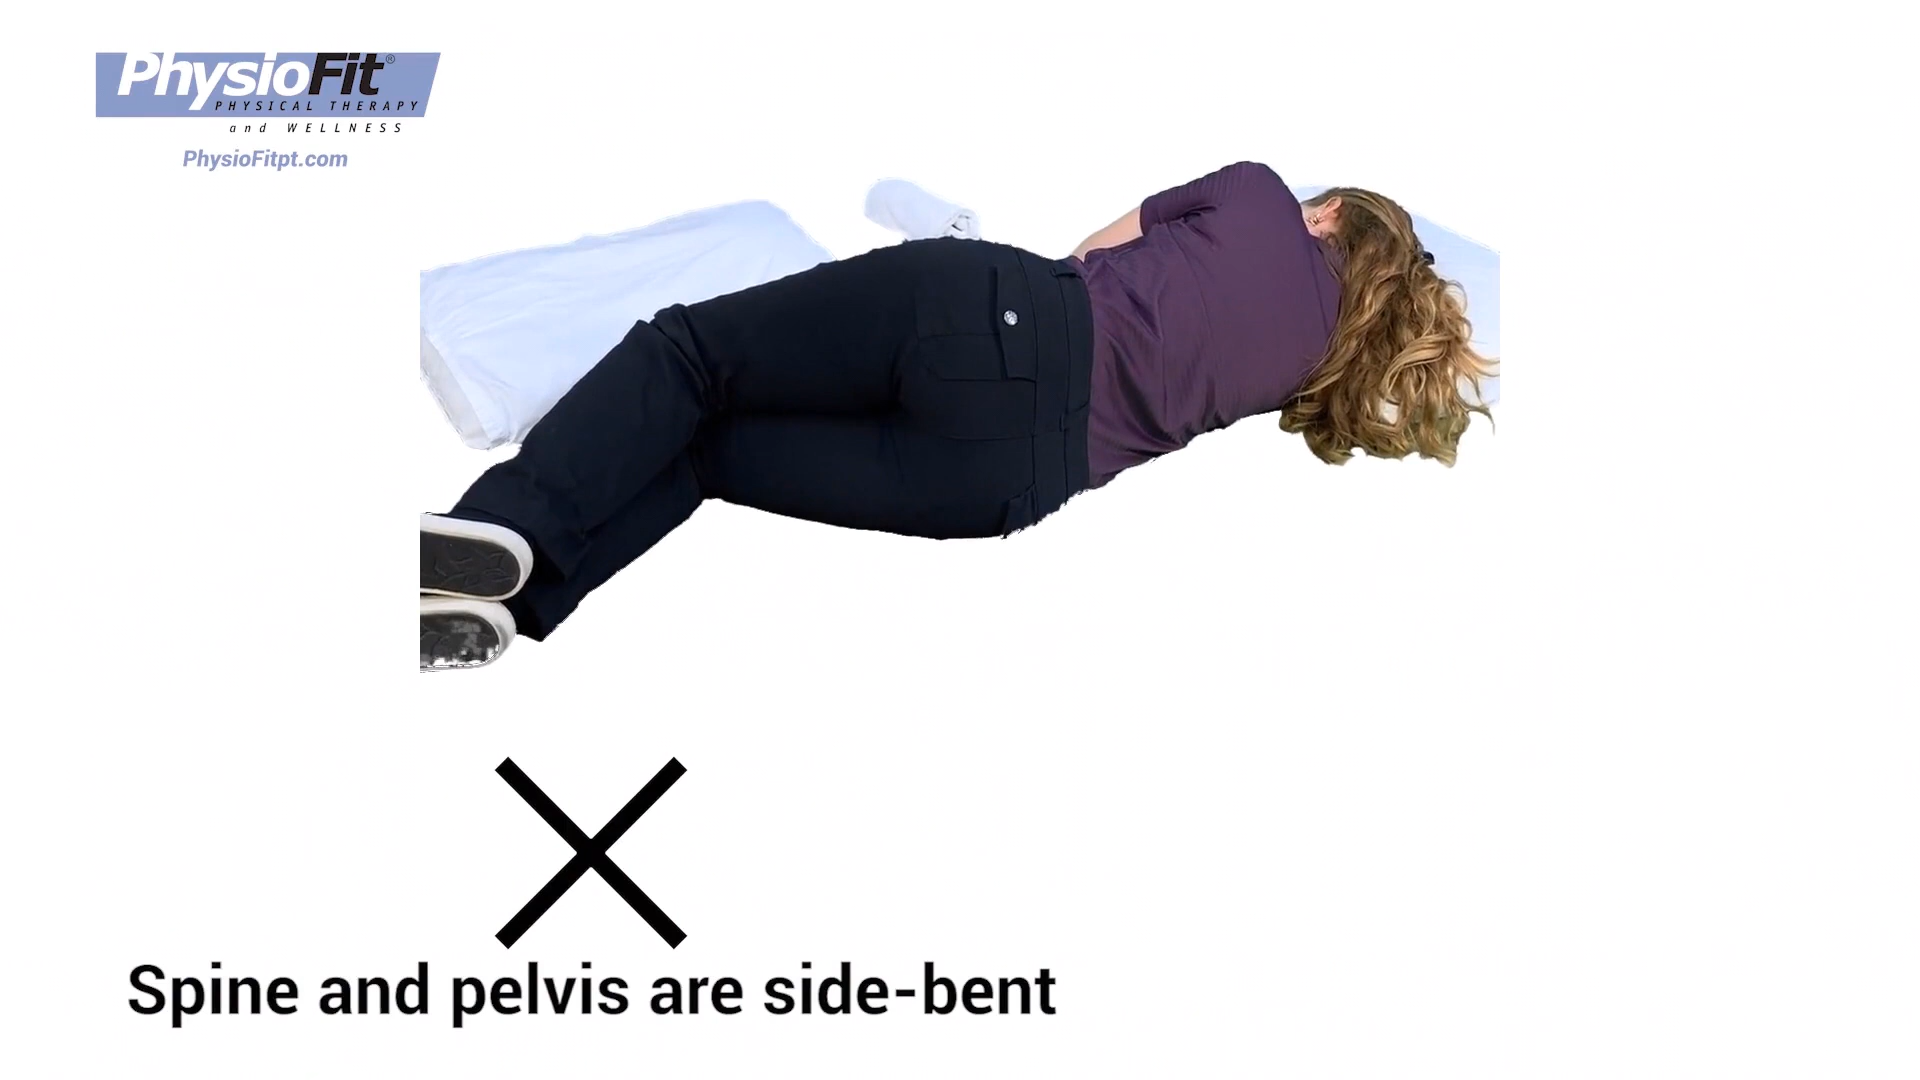 PhysioFit®
PHYSICAL THERAPY
and WELLNESS
PhysioFitpt.com
Spine and pelvis are side-bent